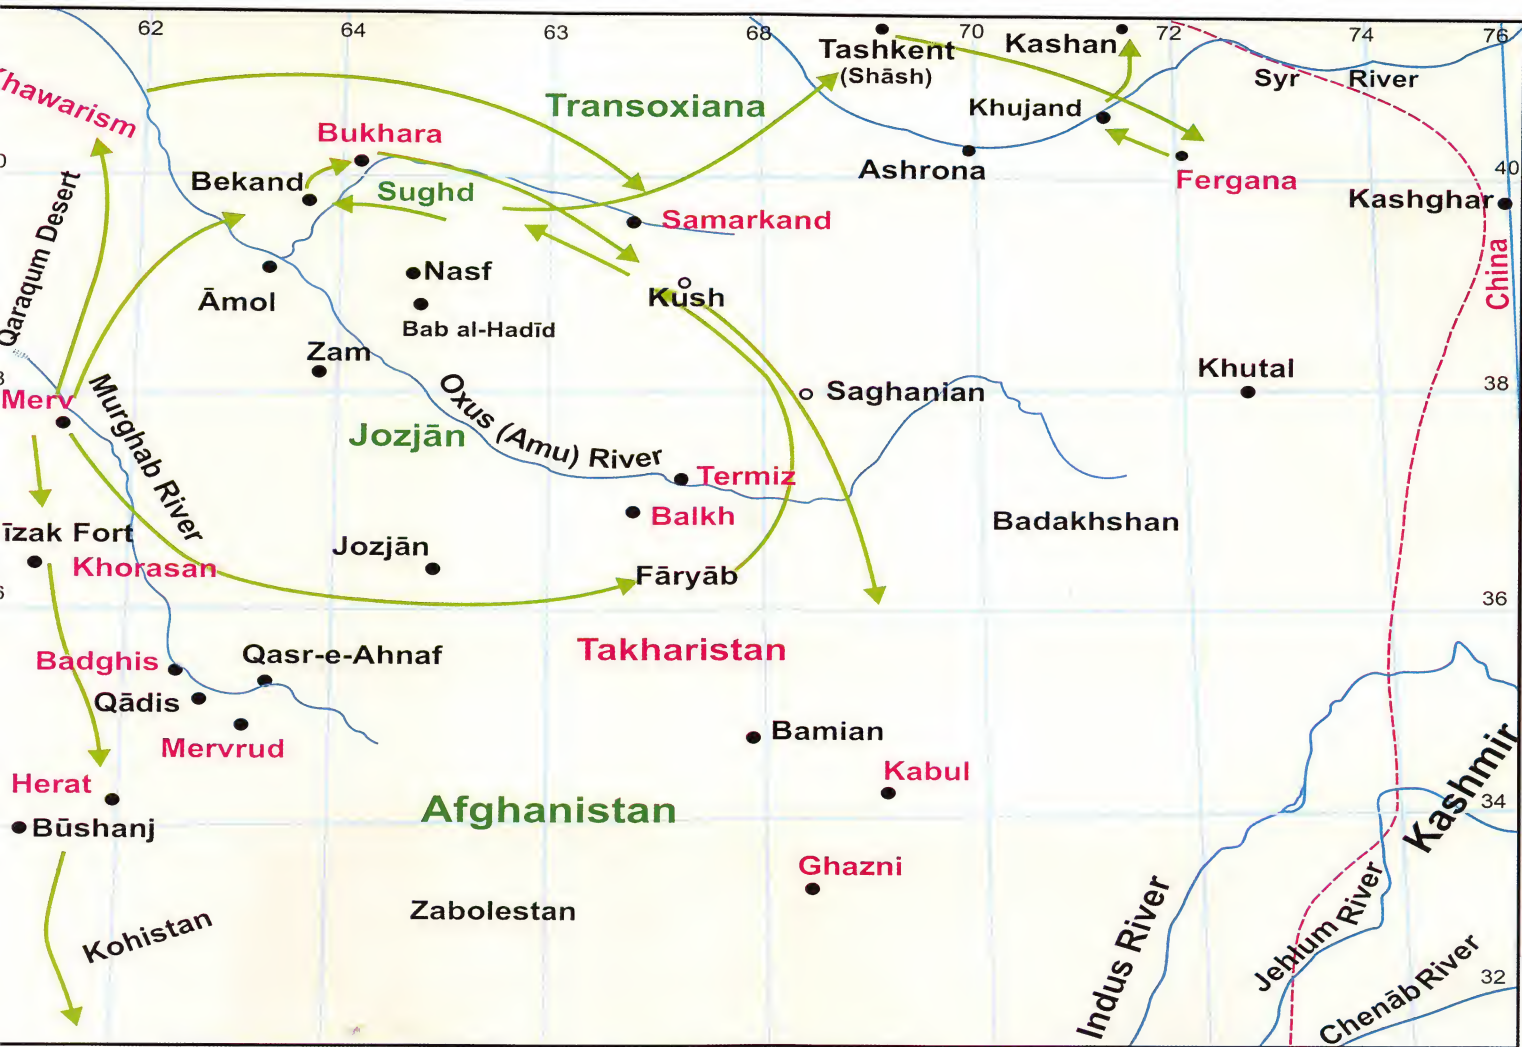 62
64
63
68
70
72
74
76
Tashkent
(Shāsh)
Kashan
Syr River
Khawarism
Transoxiana
Khujand
Bukhara
Ashrona
40
Bekand
Sughd
Fergana
Kashghar
Samarkand
Qaraqum Desert
China
Āmol
Nasf
Kush
Bab al-Hadīd
Zam
Khutal
38
Merv
Murghab River
Oxus (Amu) River
Saghanian
Jozjān
Termiz
Balkh
Badakhshan
īzak Fort
Jozjān
Khorasan
Fāryāb
36
Badghis
Qasr-e-Ahnaf
Takharistan
Qādis
Mervrud
Bamian
Kabul
Herat
Afghanistan
34
Kashmir
Būshanj
Ghazni
Zabolestan
Kohistan
Indus River
Jehlum River
Chenāb River
32